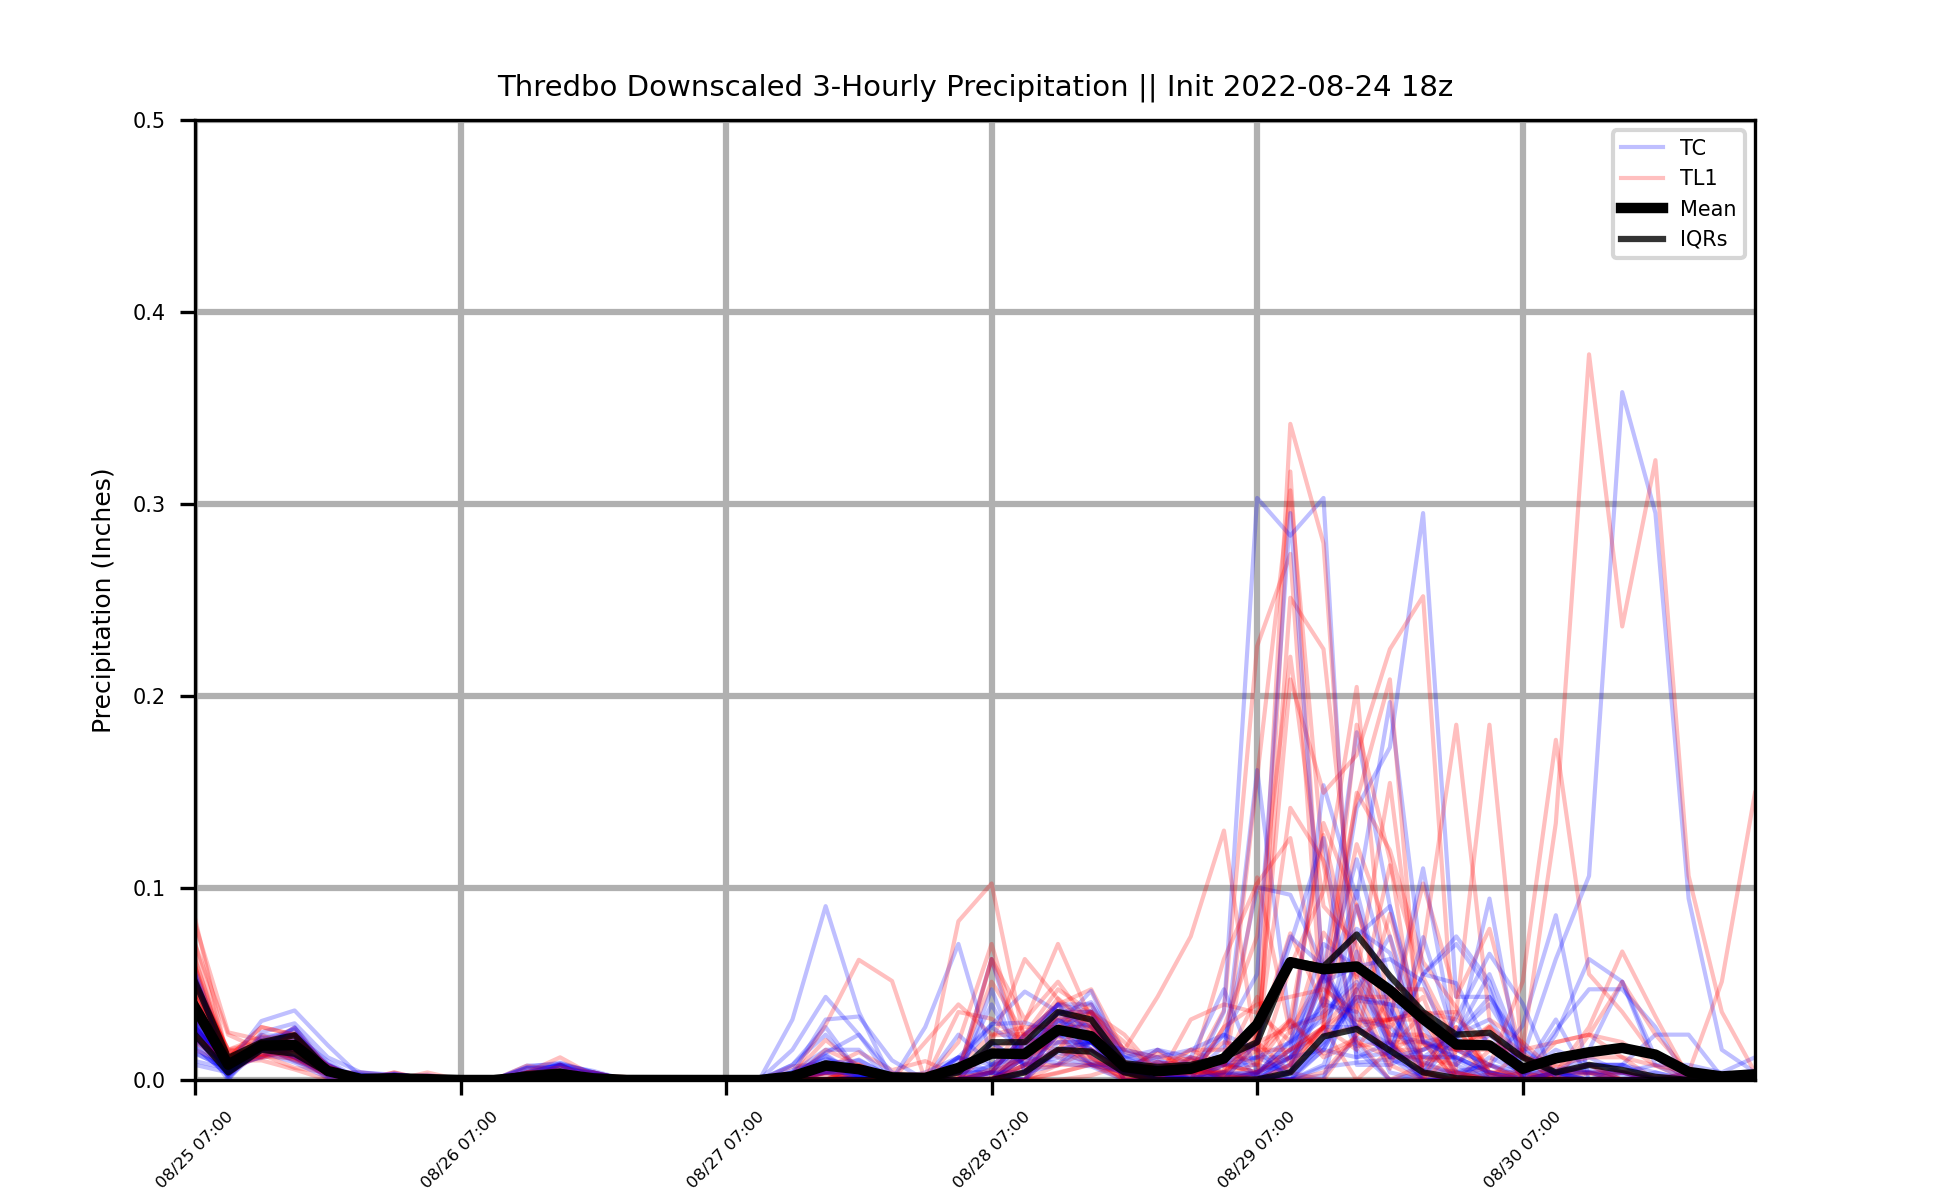 Thredbo Downscaled 3-Hourly Precipitation || Init 2022-08-24 18z
Precipitation (Inches)
0.5
0.4
0.3
0.2
0.1
0.0
TC
TL1
Mean
IQRs
08/25 07:00
08/26 07:00
08/27 07:00
08/28 07:00
08/29 07:00
08/30 07:00